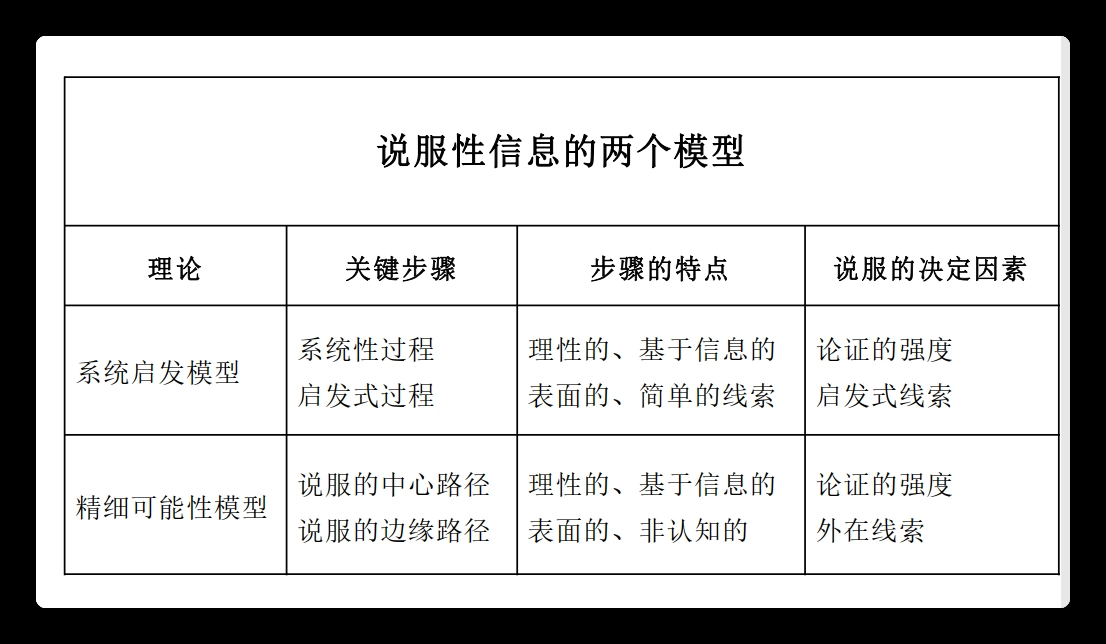 说服性信息的两个模型
理论 关键步骤 步骤的特点 说服的决定因素
系统启发模型
系统性过程
启发式过程
理性的、基于信息的
表面的、简单的线索
论证的强度
启发式线索
精细可能性模型
说服的中心路径
说服的边缘路径
理性的、基于信息的
表面的、非认知的
论证的强度
外在线索